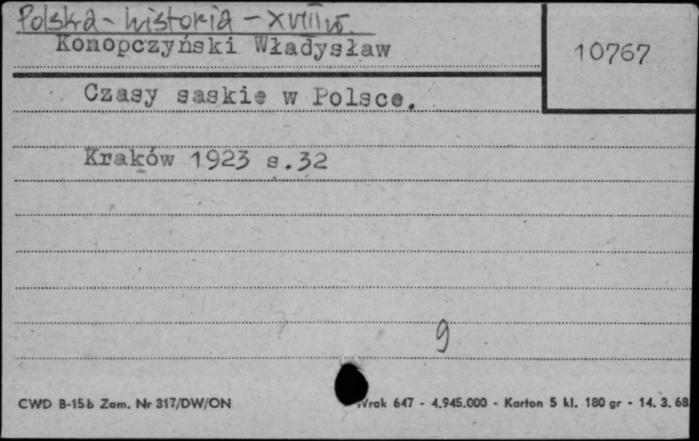 Polska - historia - XVIII w.
Konopczyński Władysław
10767
Czasy saskie w Polsce.
Kraków 1923 s.32
9
CWD B-15b Zam. Nr 317/DW/ON
647 - 4.945.000 - Karton 5 kl. 180 gr - 14. 3. 68